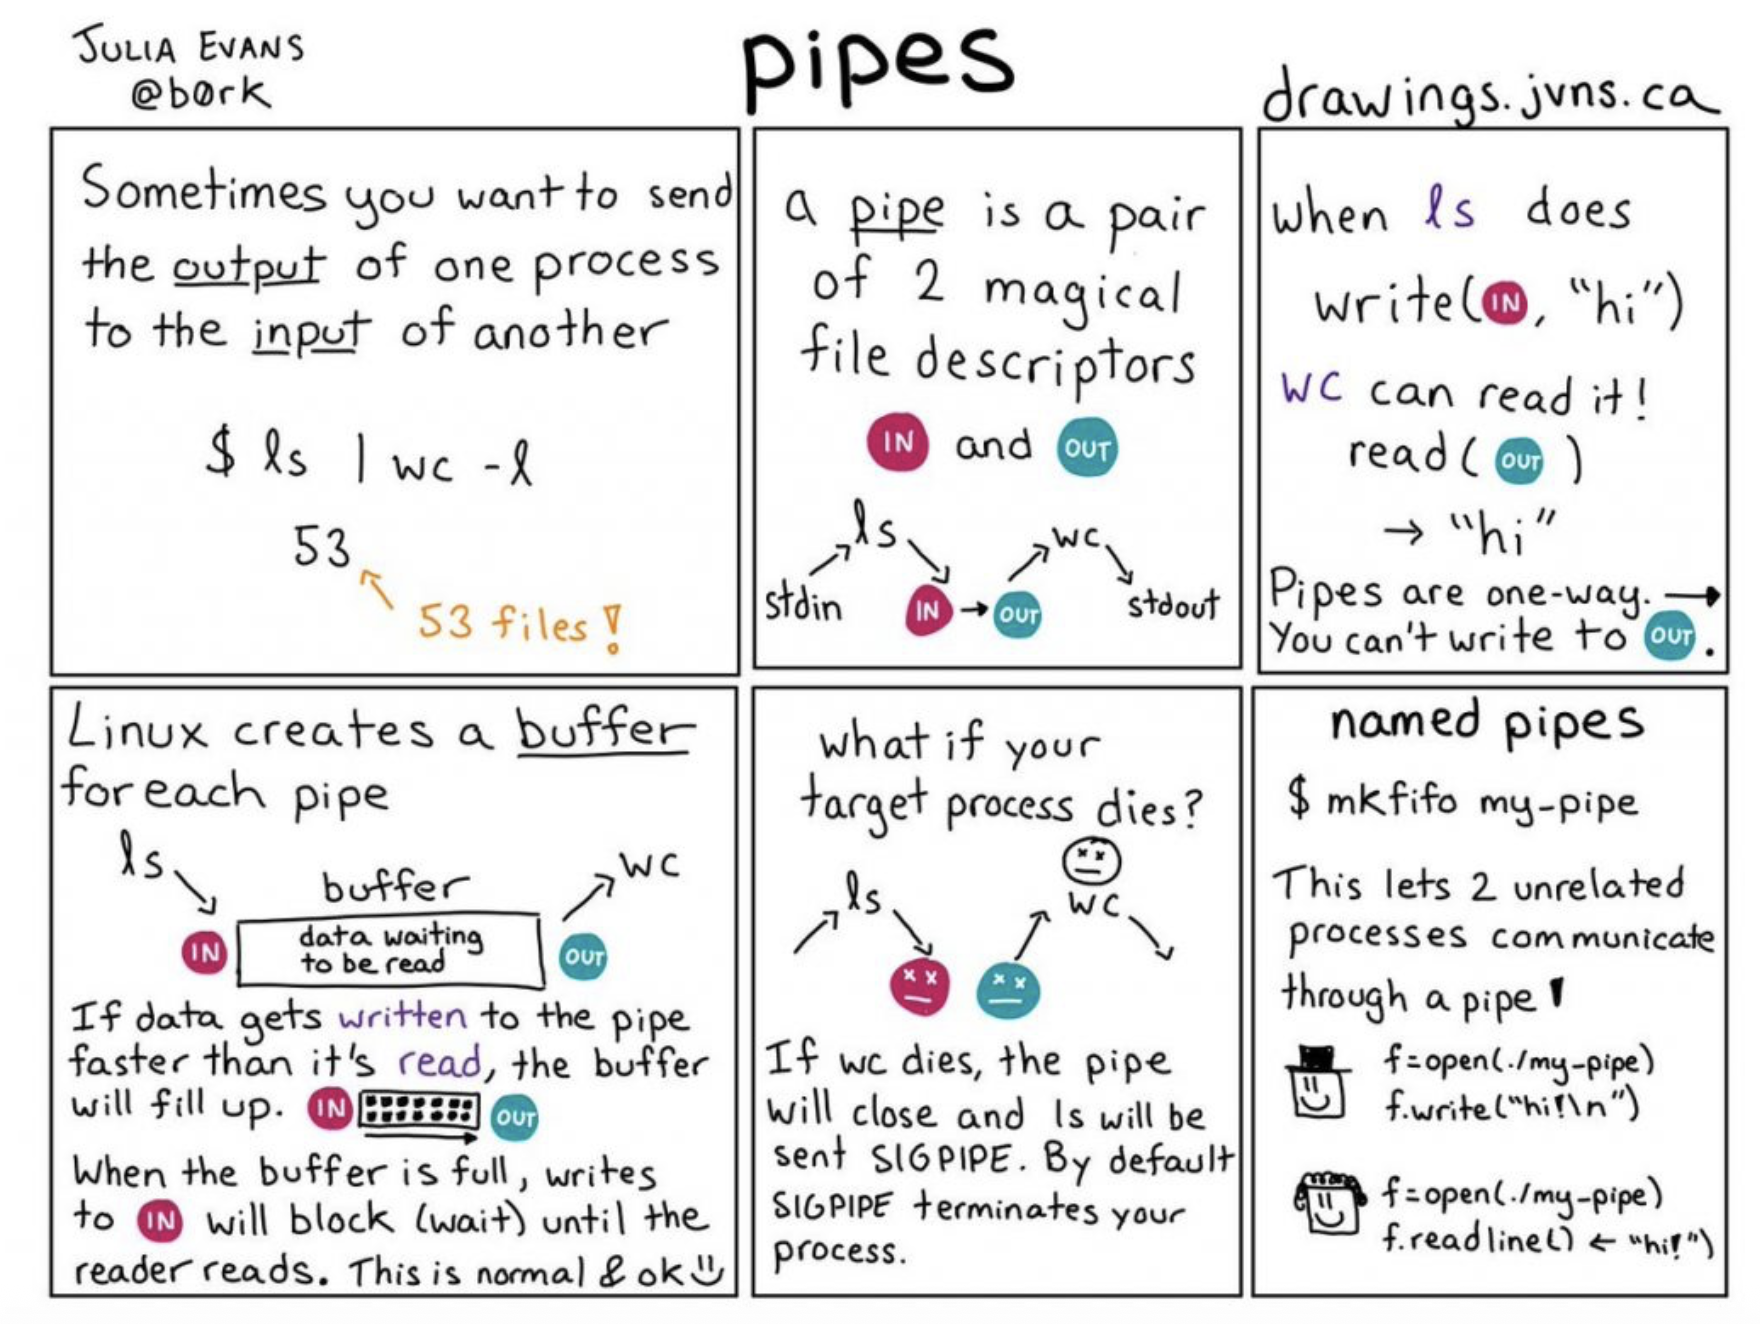 JULIA EVANS
@b0rk
pipes
drawings.jvns.ca
Sometimes you want to send
the output of one process
to the input of another
$ ls | wc -l
53
53 files!
a pipe is a pair
of 2 magical
file descriptors
IN and OUT
ls
wc
stdin
IN → OUT
stdout
when ls does
write(IN, "hi")
wc can read it!
read(OUT)
→ "hi"
Pipes are one-way. →
You can't write to OUT.
Linux creates a buffer
for each pipe
ls
wc
buffer
IN
data waiting
to be read
OUT
If data gets written to the pipe
faster than it's read, the buffer
will fill up. IN OUT
When the buffer is full, writes
to IN will block (wait) until the
reader reads. This is normal & ok
what if your
target process dies?
ls
wc
If wc dies, the pipe
will close and ls will be
sent SIGPIPE. By default
SIGPIPE terminates your
process.
named pipes
$ mkfifo my-pipe
This lets 2 unrelated
processes communicate
through a pipe!
f=open(./my-pipe)
f.write("hi!\n")
f=open(./my-pipe)
f.readline() ← "hi!")